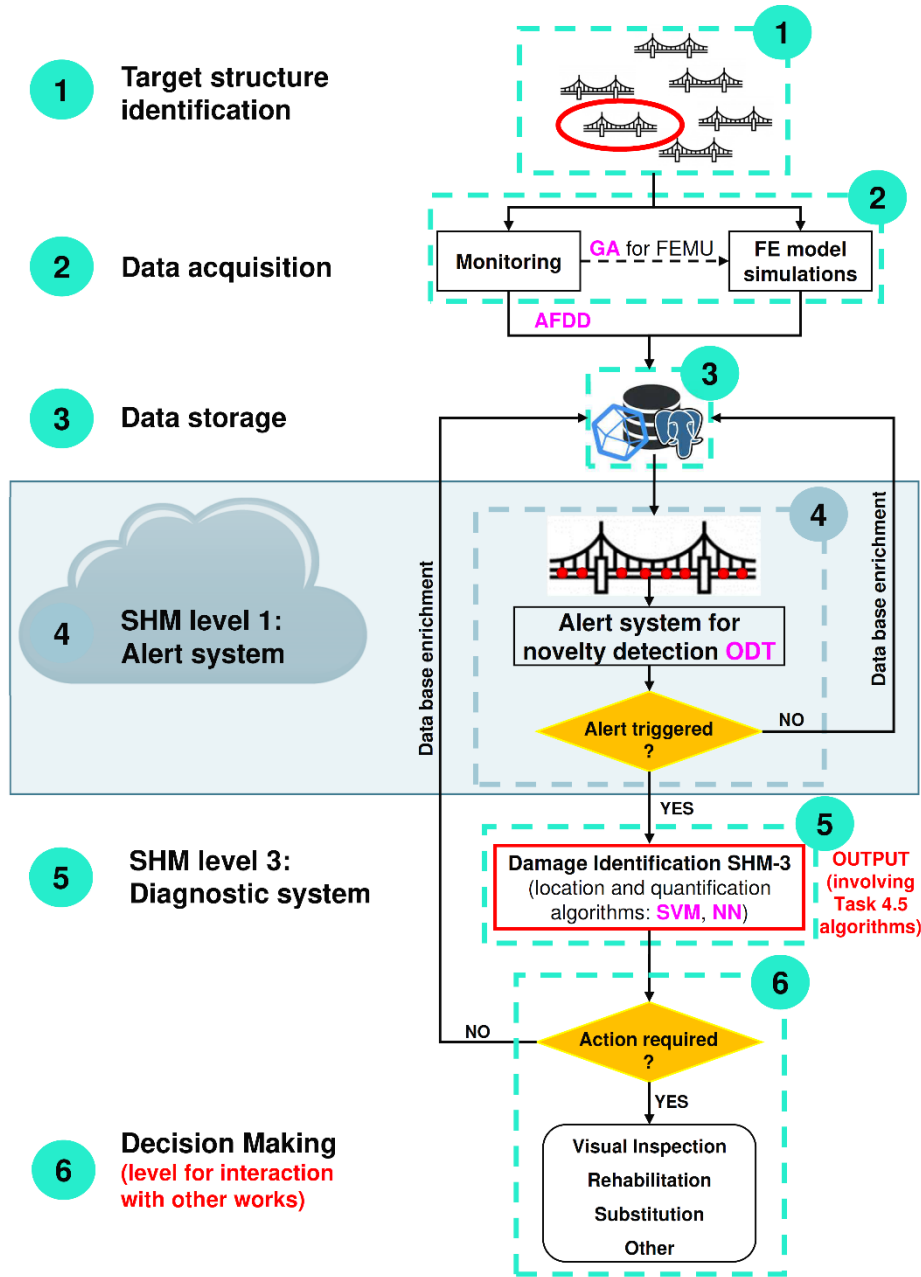 1
1
Target structure
identification
2
2
Data acquisition
Monitoring
GA for FEMU
FE model
simulations
AFDD
3
3
Data storage
4
4
SHM level 1:
Alert system
Alert system for
novelty detection ODT
Data base enrichment
Data base enrichment
Alert triggered
?
NO
YES
5
5
SHM level 3:
Diagnostic system
Damage Identification SHM-3
(location and quantification
algorithms: SVM, NN)
OUTPUT
(involving
Task 4.5
algorithms)
6
Action required
?
NO
YES
6
Decision Making
(level for interaction
with other works)
Visual Inspection
Rehabilitation
Substitution
Other